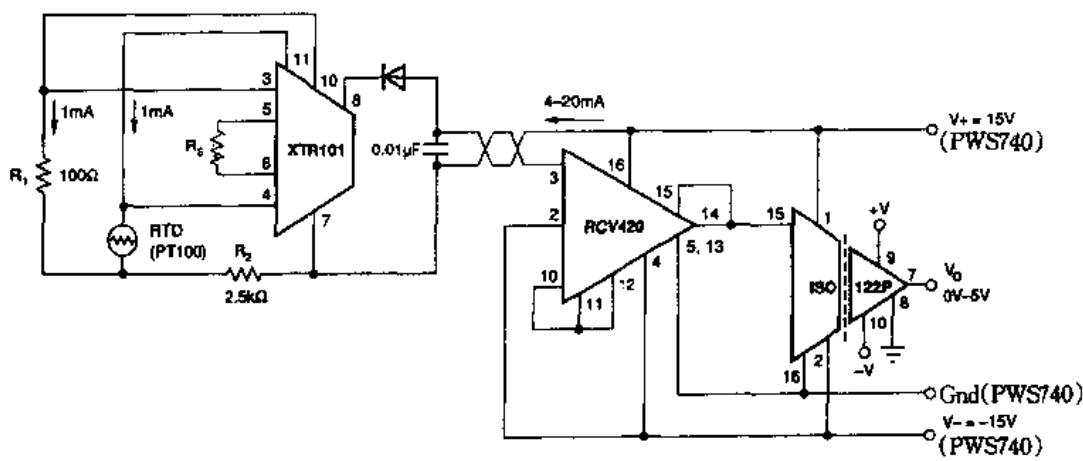 11
10
3
8
1mA
1mA
5
XTR101
R₅
6
4
R₁
100Ω
7
RTD
(PT100)
R₂
2.5kΩ
0.01μF
4–20mA
V+ = 15V
(PWS740)
16
3
15
14
RCV420
2
5, 13
4
10
11
12
15
1
+V
9
ISO
122P
7
V₀
0V–5V
8
10
2
–V
16
Gnd(PWS740)
V– = –15V
(PWS740)